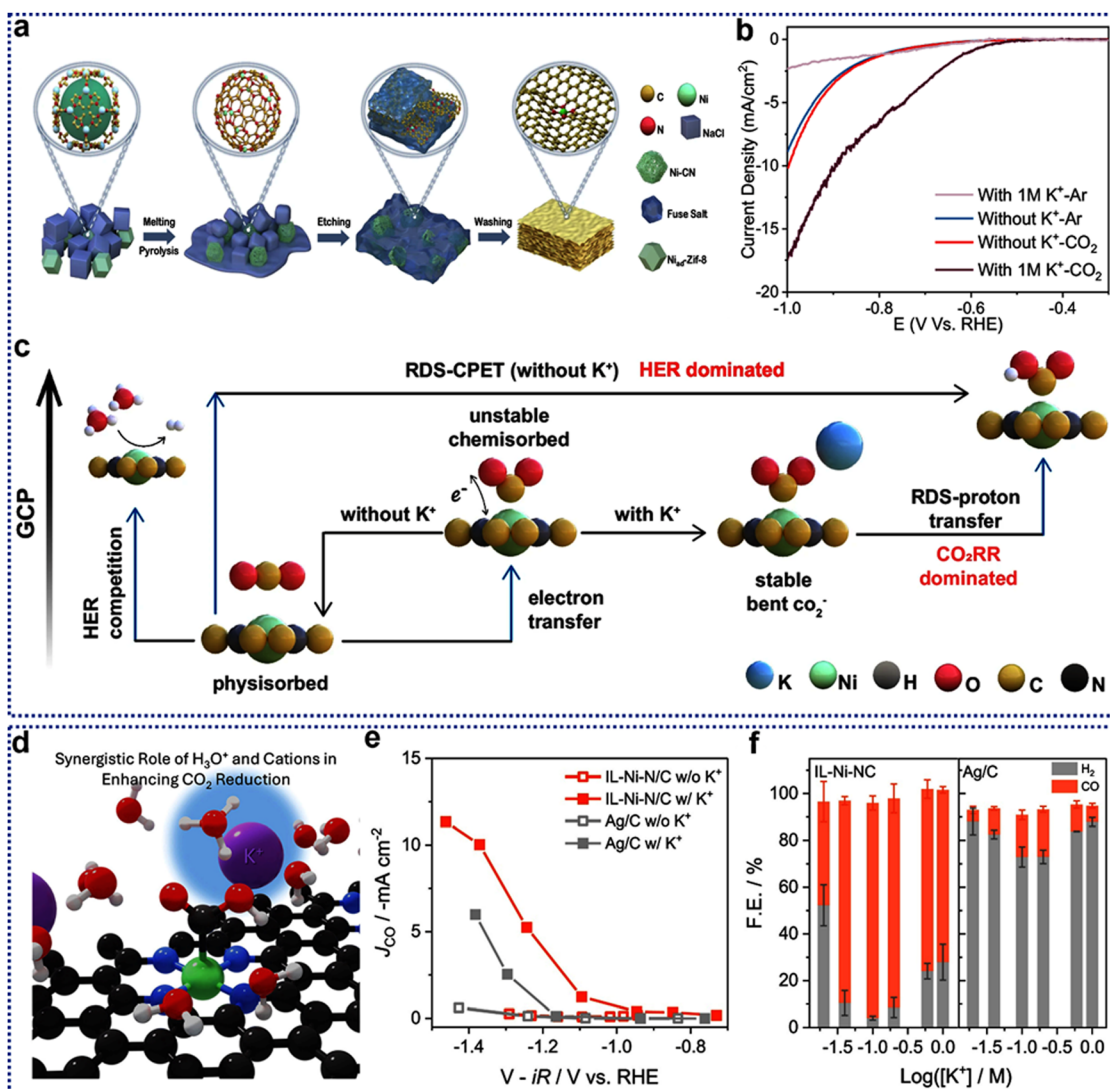 a
C
Ni
N
NaCl
Ni-CN
Fuse Salt
Ni_ad-Zif-8
Melting
Pyrolysis
Etching
Washing
b
0
-5
-10
-15
-20
Current Density (mA/cm²)
With 1M K⁺-Ar
Without K⁺-Ar
Without K⁺-CO₂
With 1M K⁺-CO₂
-1.0
-0.8
-0.6
-0.4
E (V Vs. RHE)
c
GCP
RDS-CPET (without K⁺) HER dominated
unstable
chemisorbed
e⁻
without K⁺
with K⁺
RDS-proton
transfer
CO₂RR
dominated
HER
competition
electron
transfer
stable
bent co₂⁻
physisorbed
K
Ni
H
O
C
N
d
Synergistic Role of H₃O⁺ and Cations in
Enhancing CO₂ Reduction
K⁺
e
15
10
5
0
J_CO / -mA cm⁻²
IL-Ni-N/C w/o K⁺
IL-Ni-N/C w/ K⁺
Ag/C w/o K⁺
Ag/C w/ K⁺
-1.4
-1.2
-1.0
-0.8
V - iR / V vs. RHE
f
IL-Ni-NC
Ag/C
H₂
CO
100
80
60
40
20
0
F.E. / %
-1.5
-1.0
-0.5
0.0
-1.5
-1.0
-0.5
0.0
Log([K⁺] / M)